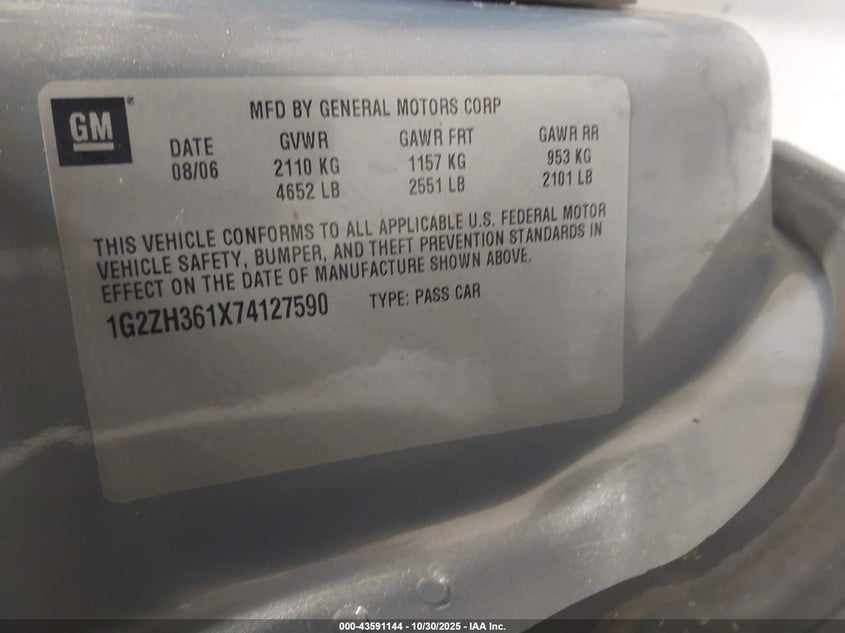 GM
MFD BY GENERAL MOTORS CORP
DATE GVWR GAWR FRT GAWR RR
08/06 2110 KG 1157 KG 953 KG
4652 LB 2551 LB 2101 LB
THIS VEHICLE CONFORMS TO ALL APPLICABLE U.S. FEDERAL MOTOR
VEHICLE SAFETY, BUMPER, AND THEFT PREVENTION STANDARDS IN
EFFECT ON THE DATE OF MANUFACTURE SHOWN ABOVE.
1G2ZH361X74127590 TYPE: PASS CAR
000-43591144 | 10/30/2025 - IAA Inc.